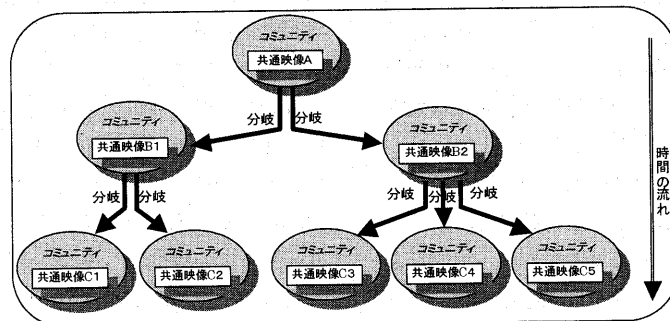 コミュニティ
共通映像A
分岐 分岐
コミュニティ
共通映像B1
コミュニティ
共通映像B2
分岐 分岐
分岐 分岐 分岐
コミュニティ
共通映像C1
コミュニティ
共通映像C2
コミュニティ
共通映像C3
コミュニティ
共通映像C4
コミュニティ
共通映像C5
時間の流れ